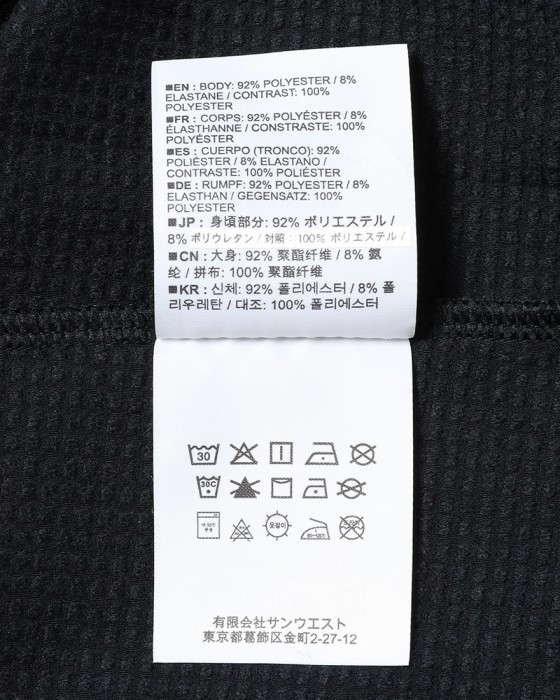 ■EN : BODY: 92% POLYESTER / 8%
ELASTANE / CONTRAST: 100%
POLYESTER
■FR : CORPS: 92% POLYÉSTER / 8%
ÉLASTHANNE / CONSTRASTE: 100%
POLYÉSTER
■ES : CUERPO (TRONCO): 92%
POLIÉSTER / 8% ELASTANO /
CONTRASTE: 100% POLIÉSTER
■DE : RUMPF: 92% POLYESTER / 8%
ELASTHAN / GEGENSATZ: 100%
POLYESTER
■JP : 身頃部分: 92% ポリエステル /
8% ポリウレタン / 対照 : 100% ポリエステル /
■CN : 大身: 92% 聚酯纤维 / 8% 氨
纶 / 拼布: 100% 聚酯纤维
■KR : 신체: 92% 폴리에스터 / 8% 폴
리우레탄 / 대조: 100% 폴리에스터
30
30C
옷걸이
有限会社サンウエスト
東京都葛飾区金町2-27-12